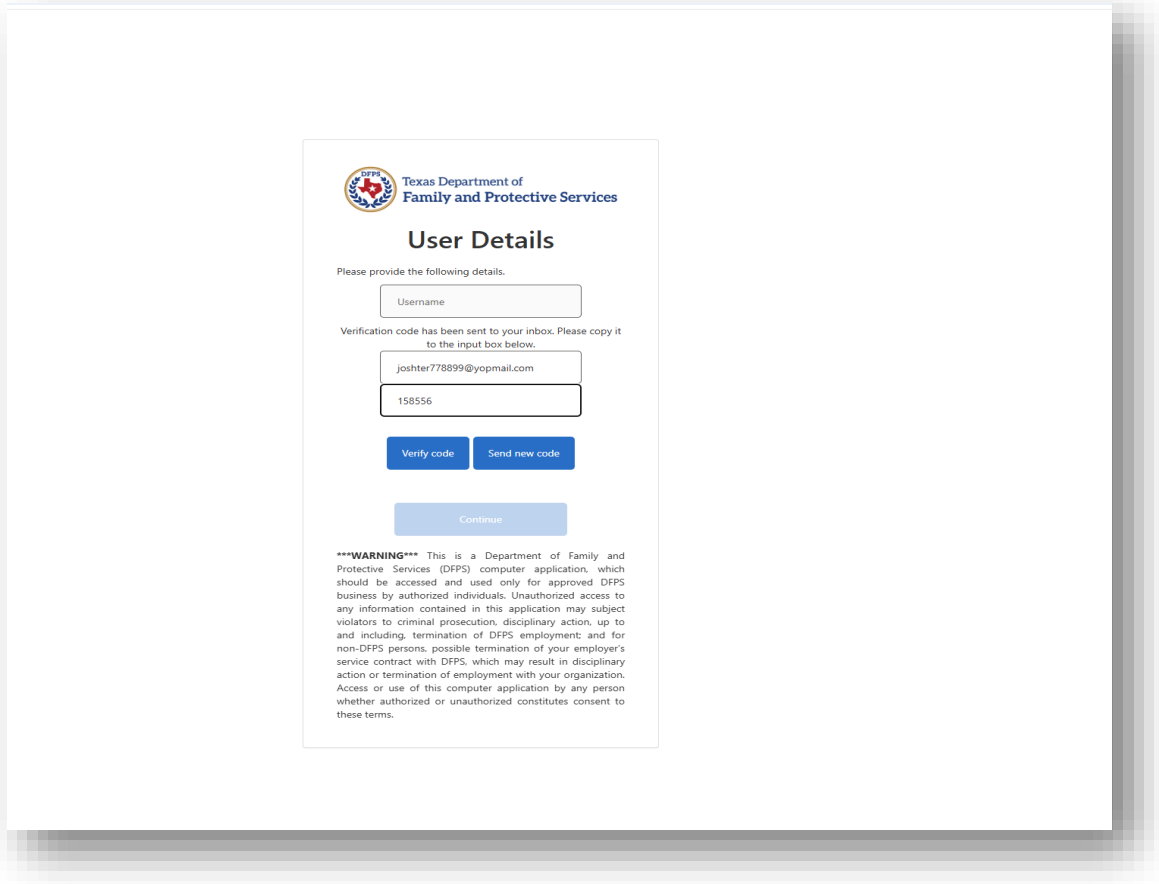 DFPS
Texas Department of
Family and Protective Services
User Details
Please provide the following details.
Username
Verification code has been sent to your inbox. Please copy it
to the input box below.
joshter778899@yopmail.com
158556
Verify code
Send new code
Continue
***WARNING*** This is a Department of Family and
Protective Services (DFPS) computer application, which
should be accessed and used only for approved DFPS
business by authorized individuals. Unauthorized access to
any information contained in this application may subject
violators to criminal prosecution, disciplinary action, up to
and including, termination of DFPS employment; and for
non-DFPS persons, possible termination of your employer's
service contract with DFPS, which may result in disciplinary
action or termination of employment with your organization.
Access or use of this computer application by any person
whether authorized or unauthorized constitutes consent to
these terms.